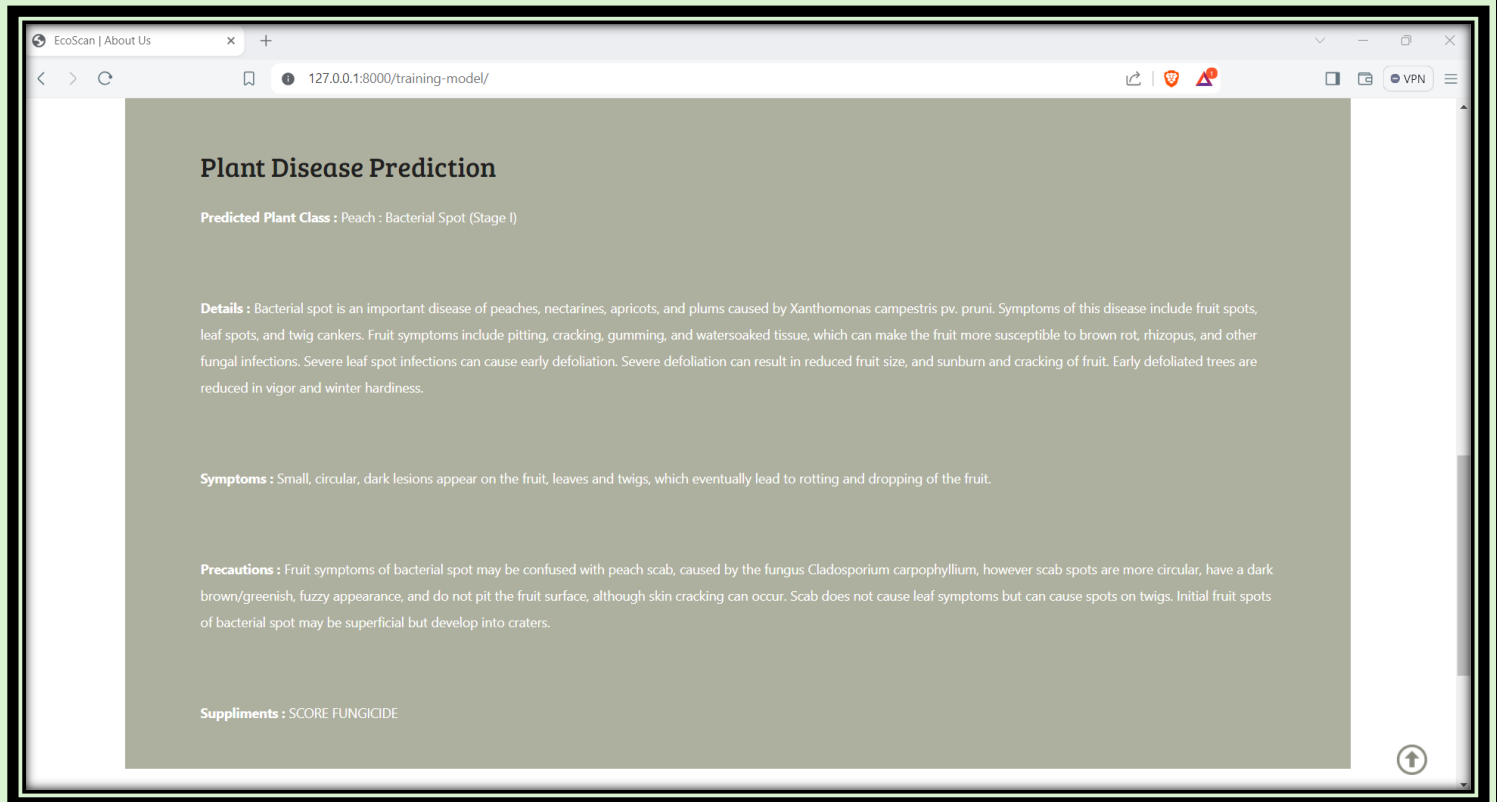 EcoScan | About Us
127.0.0.1:8000/training-model/
1
VPN
Plant Disease Prediction
Predicted Plant Class : Peach : Bacterial Spot (Stage I)
Details : Bacterial spot is an important disease of peaches, nectarines, apricots, and plums caused by Xanthomonas campestris pv. pruni. Symptoms of this disease include fruit spots,
leaf spots, and twig cankers. Fruit symptoms include pitting, cracking, gumming, and watersoaked tissue, which can make the fruit more susceptible to brown rot, rhizopus, and other
fungal infections. Severe leaf spot infections can cause early defoliation. Severe defoliation can result in reduced fruit size, and sunburn and cracking of fruit. Early defoliated trees are
reduced in vigor and winter hardiness.
Symptoms : Small, circular, dark lesions appear on the fruit, leaves and twigs, which eventually lead to rotting and dropping of the fruit.
Precautions : Fruit symptoms of bacterial spot may be confused with peach scab, caused by the fungus Cladosporium carpophyllium, however scab spots are more circular, have a dark
brown/greenish, fuzzy appearance, and do not pit the fruit surface, although skin cracking can occur. Scab does not cause leaf symptoms but can cause spots on twigs. Initial fruit spots
of bacterial spot may be superficial but develop into craters.
Suppliments : SCORE FUNGICIDE